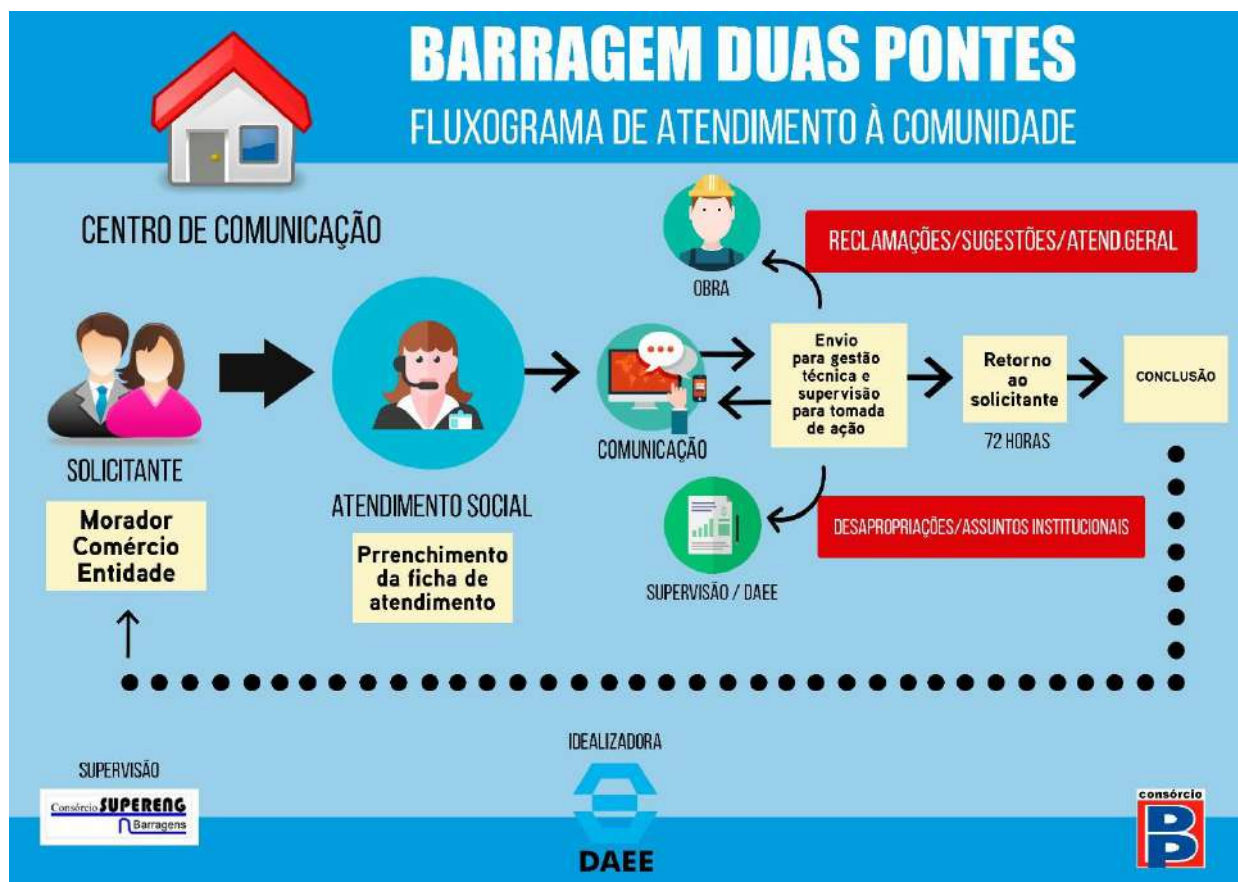 BARRAGEM DUAS PONTES
FLUXOGRAMA DE ATENDIMENTO À COMUNIDADE
CENTRO DE COMUNICAÇÃO
SOLICITANTE
Morador
Comércio
Entidade
ATENDIMENTO SOCIAL
Prrenchimento
da ficha de
atendimento
COMUNICAÇÃO
OBRA
RECLAMAÇÕES/SUGESTÕES/ATEND.GERAL
Envio
para gestão
técnica e
supervisão
para tomada
de ação
SUPERVISÃO / DAEE
DESAPROPRIAÇÕES/ASSUNTOS INSTITUCIONAIS
Retorno
ao
solicitante
72 HORAS
CONCLUSÃO
SUPERVISÃO
Consórcio SUPERENG
Barragens
IDEALIZADORA
DAEE
consórcio
BP